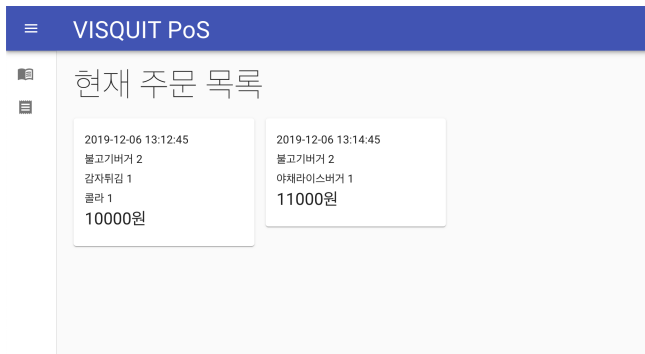 VISQUIT PoS
현재 주문 목록
2019-12-06 13:12:45
불고기버거 2
감자튀김 1
콜라 1
10000원
2019-12-06 13:14:45
불고기버거 2
야채라이스버거 1
11000원